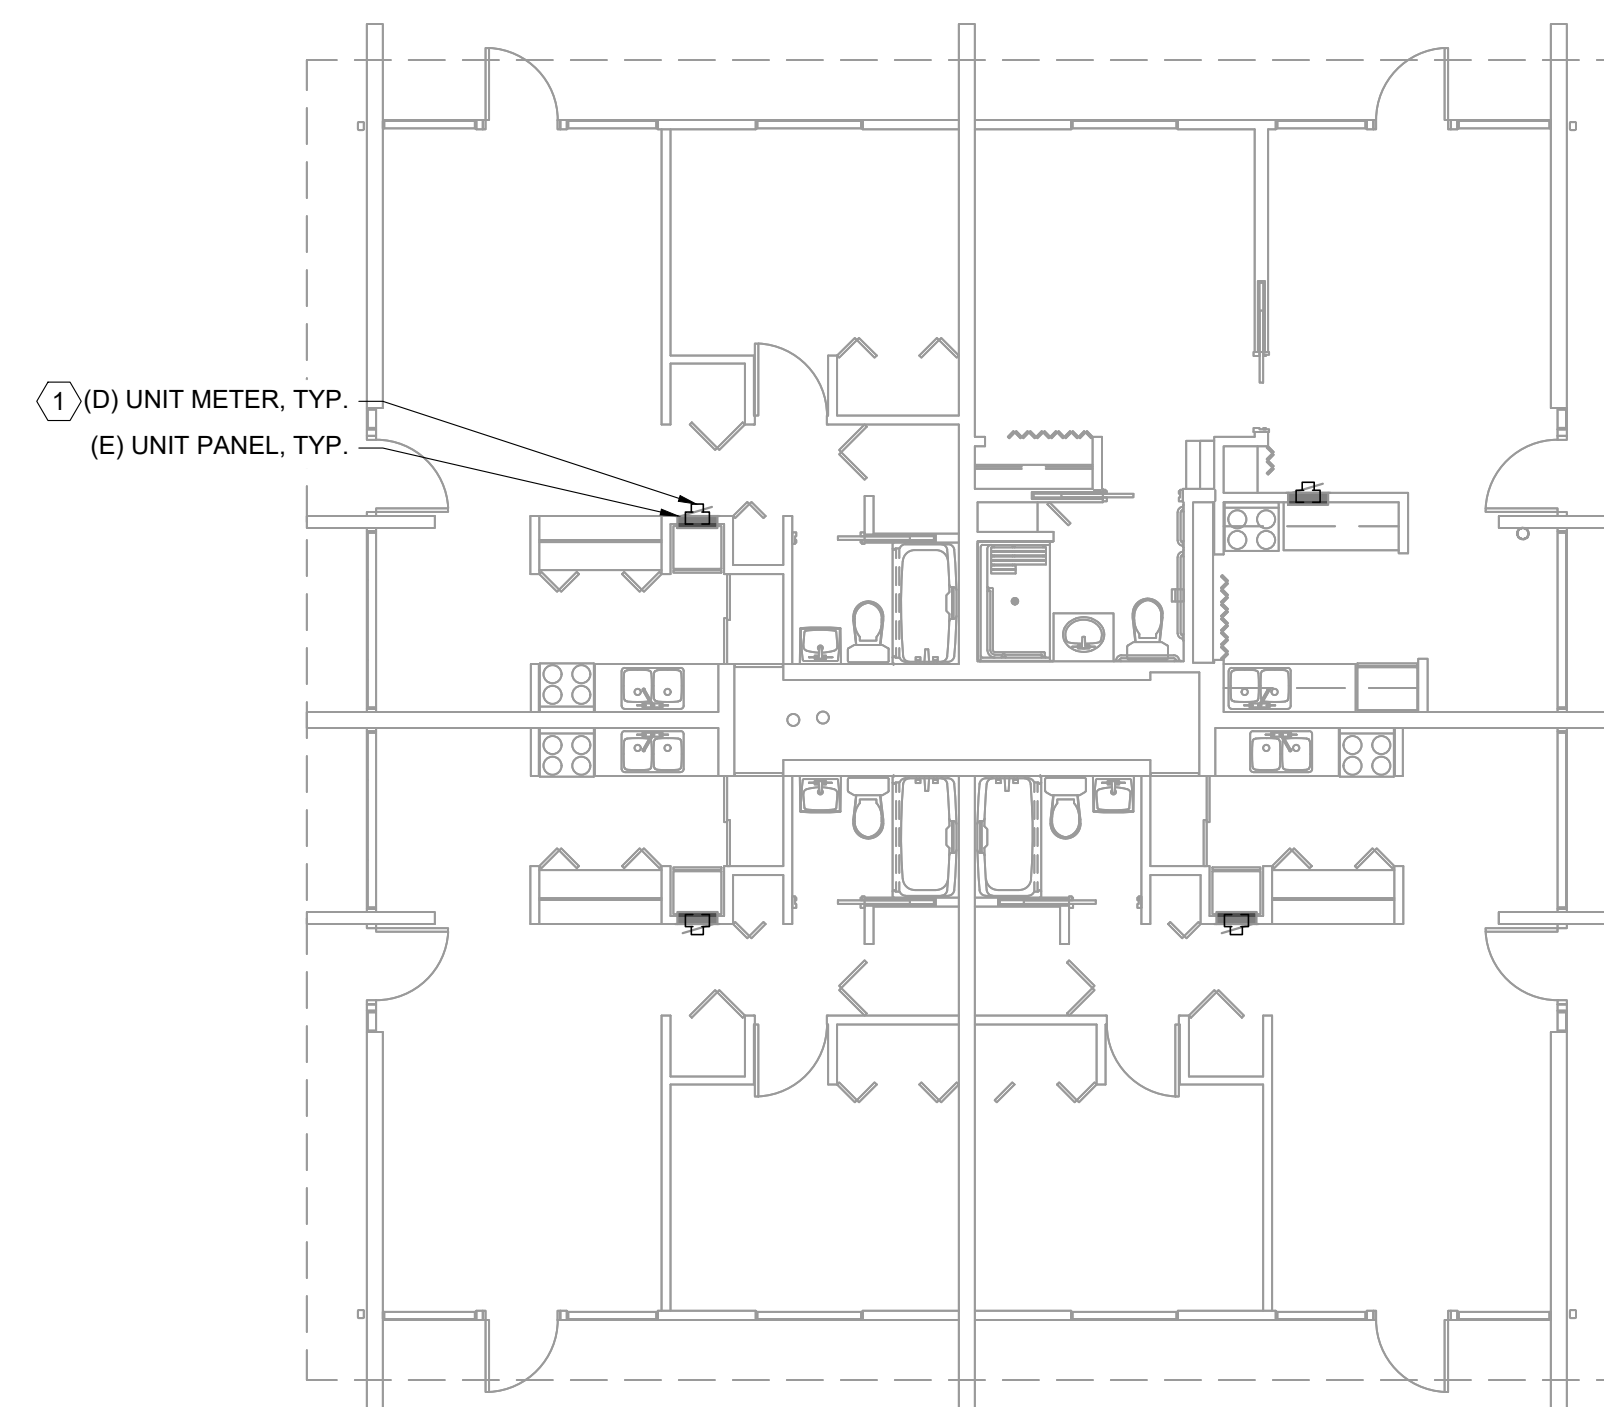 1 (D) UNIT METER, TYP.
(E) UNIT PANEL, TYP.